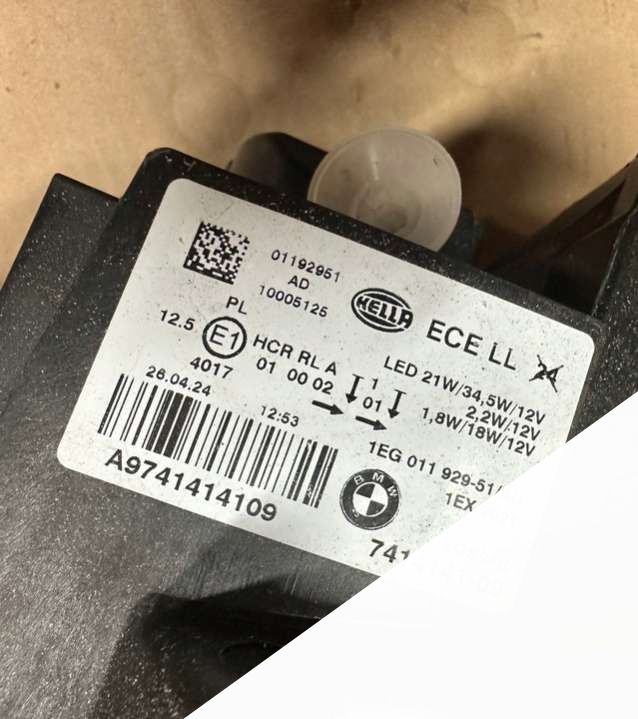 01192951
AD
10005125
HELLA
ECE LL 24
PL
12.5 E1 HCR RL A
4017 01 00 02 1
01
LED 21W/34,5W/12V
2,2W/12V
1,8W/18W/12V
26.04.24 12:53
A9741414109
1EG 011 929-51
1EX
BMW